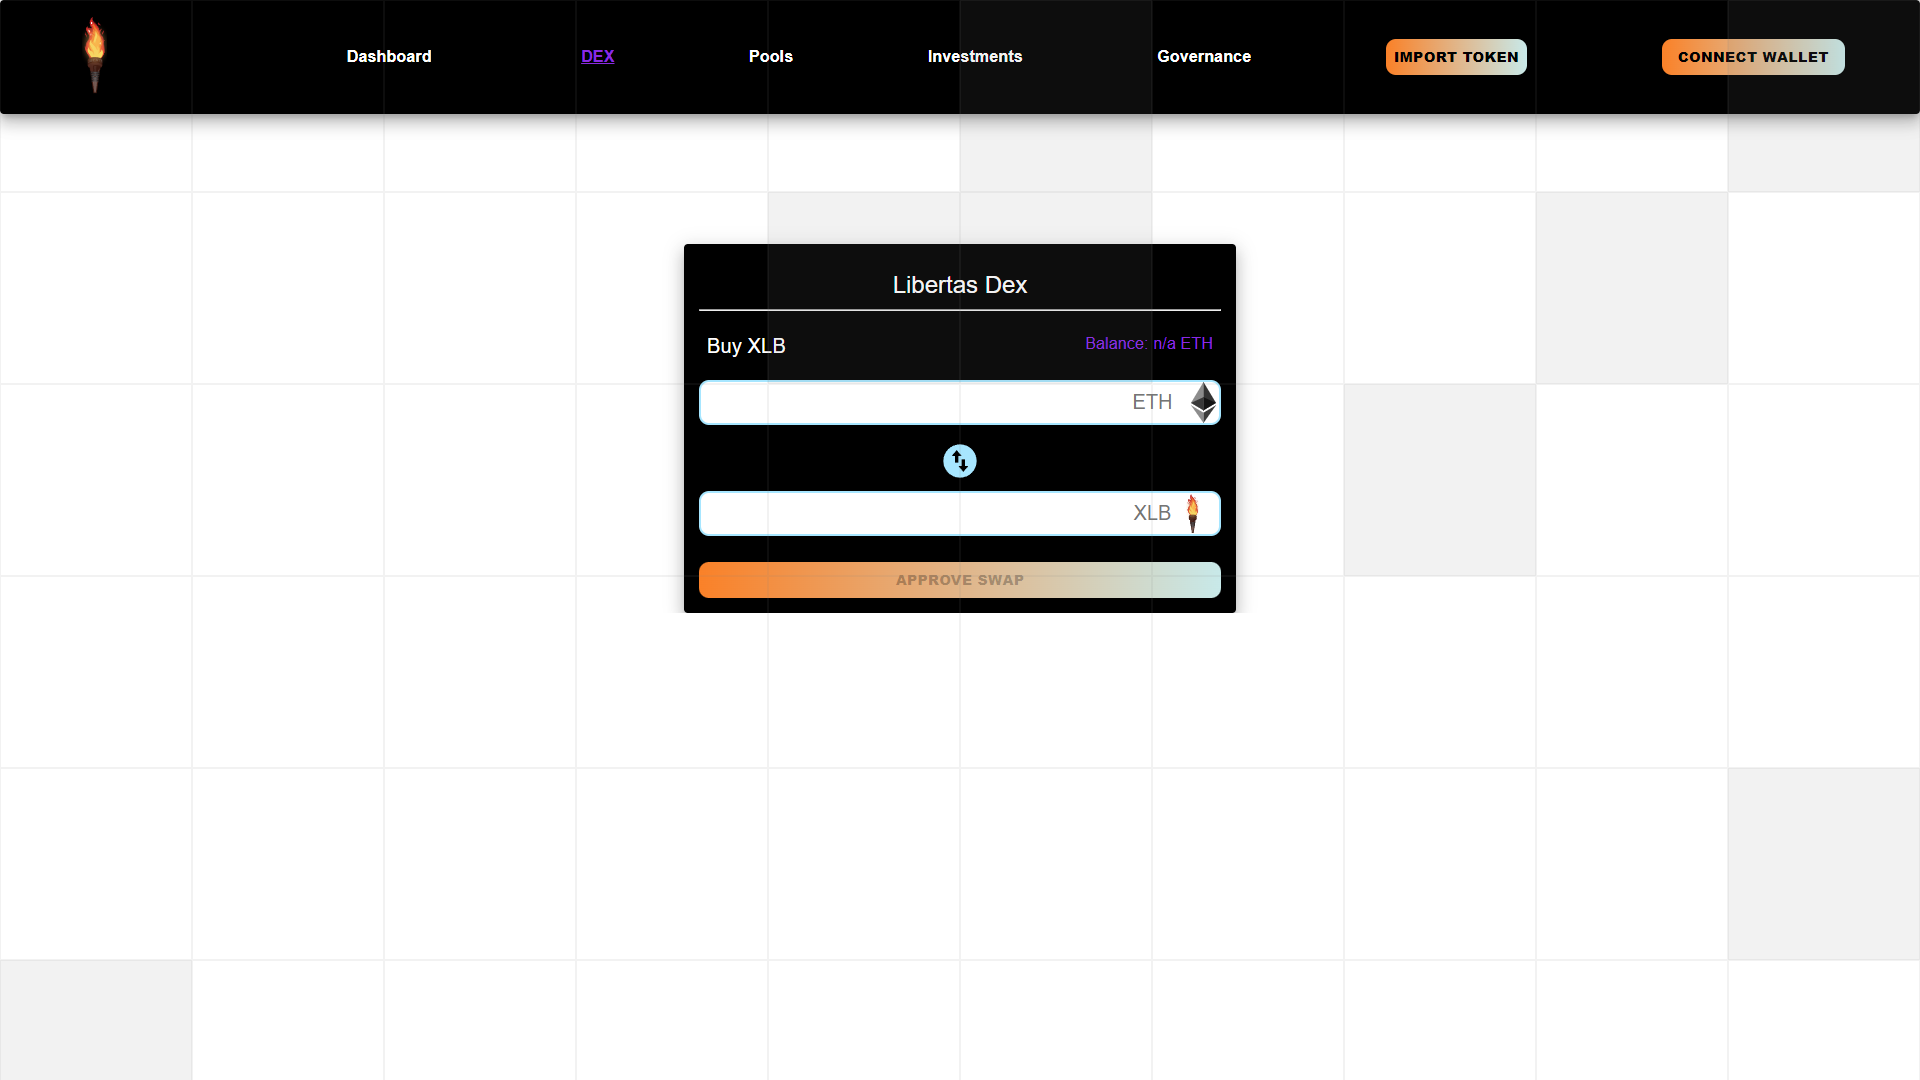 Dashboard
DEX
Pools
Investments
Governance
IMPORT TOKEN
CONNECT WALLET
Libertas Dex
Buy XLB
Balance: n/a ETH
ETH
XLB
APPROVE SWAP